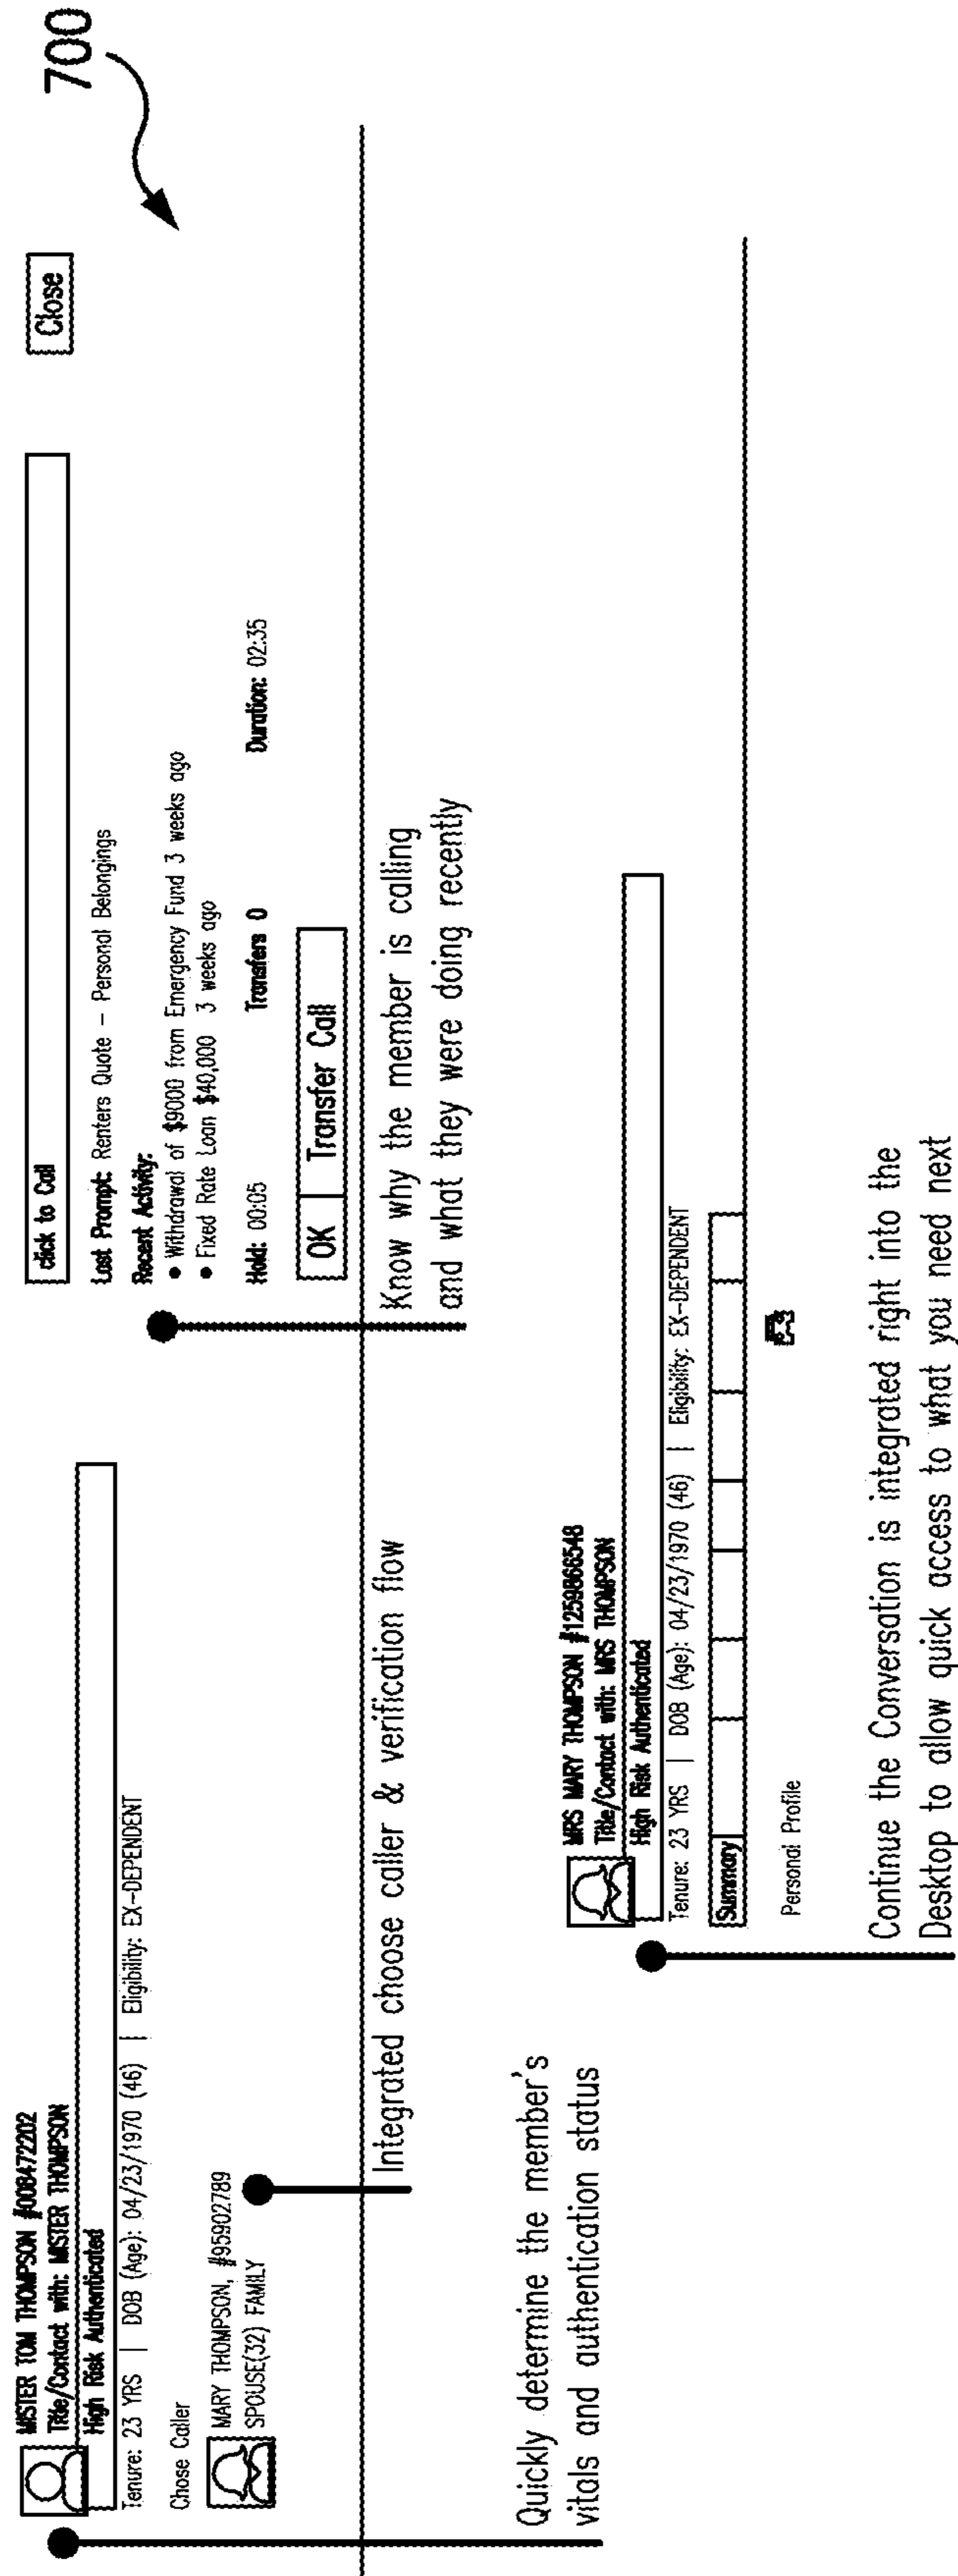 700
MISTER TOM THOMPSON #008472202
Title/Contact with: MISTER THOMPSON
High Risk Authenticated
Tenure: 23 YRS | DOB (Age): 04/23/1970 (46) | Eligibility: EX-DEPENDENT
Chose Caller
MARY THOMPSON, #95902789
SPOUSE(32) FAMILY
click to Call
Close
Last Prompt: Renters Quote – Personal Belongings
Recent Activity:
• Withdrawal of $9000 from Emergency Fund 3 weeks ago
• Fixed Rate Loan $40,000 3 weeks ago
Hold: 00:05 Transfers 0 Duration: 02:35
OK Transfer Call
Integrated choose caller & verification flow
Know why the member is calling
and what they were doing recently
Quickly determine the member's
vitals and authentication status
MRS MARY THOMPSON #1259866548
Title/Contact with: MRS THOMPSON
High Risk Authenticated
Tenure: 23 YRS | DOB (Age): 04/23/1970 (46) | Eligibility: EX-DEPENDENT
Summary
Personal Profile
Continue the Conversation is integrated right into the
Desktop to allow quick access to what you need next